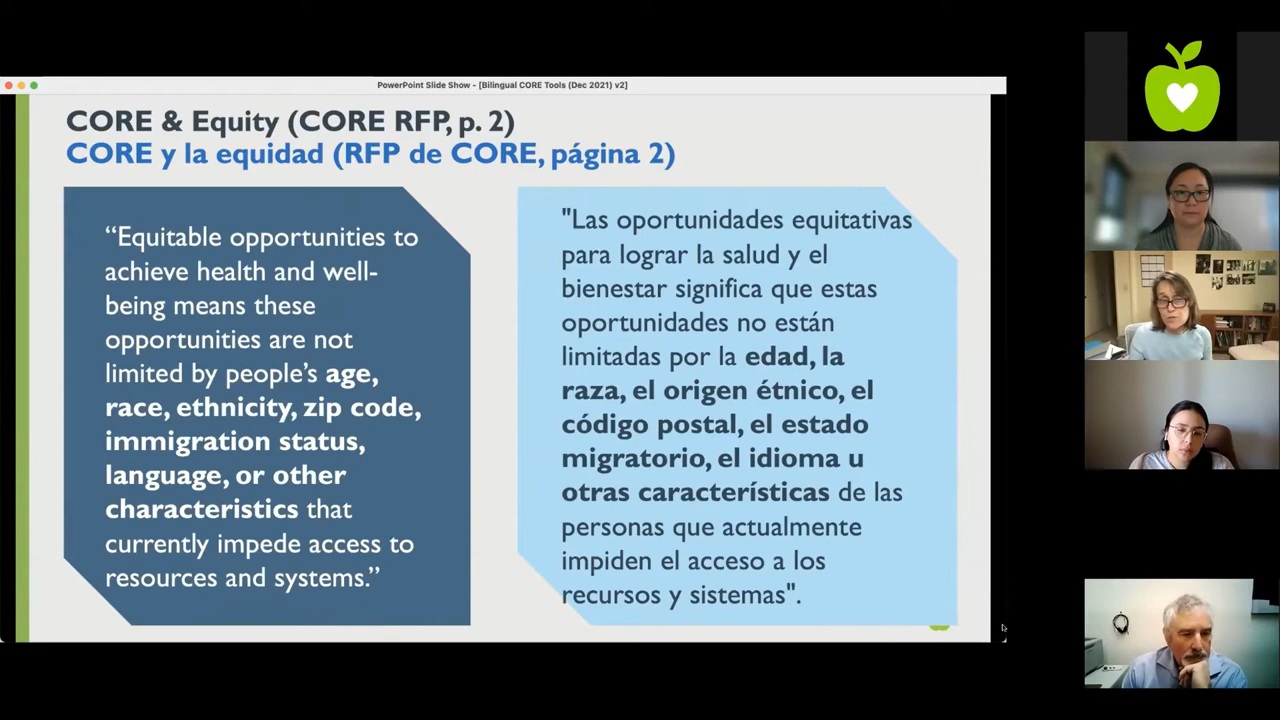 PowerPoint Slide Show - [Bilingual CORE Tools (Dec 2021) v2]
CORE & Equity (CORE RFP, p. 2)
CORE y la equidad (RFP de CORE, página 2)
“Equitable opportunities to
achieve health and well-
being means these
opportunities are not
limited by people’s age,
race, ethnicity, zip code,
immigration status,
language, or other
characteristics that
currently impede access to
resources and systems.”
"Las oportunidades equitativas
para lograr la salud y el
bienestar significa que estas
oportunidades no están
limitadas por la edad, la
raza, el origen étnico, el
código postal, el estado
migratorio, el idioma u
otras características de las
personas que actualmente
impiden el acceso a los
recursos y sistemas".